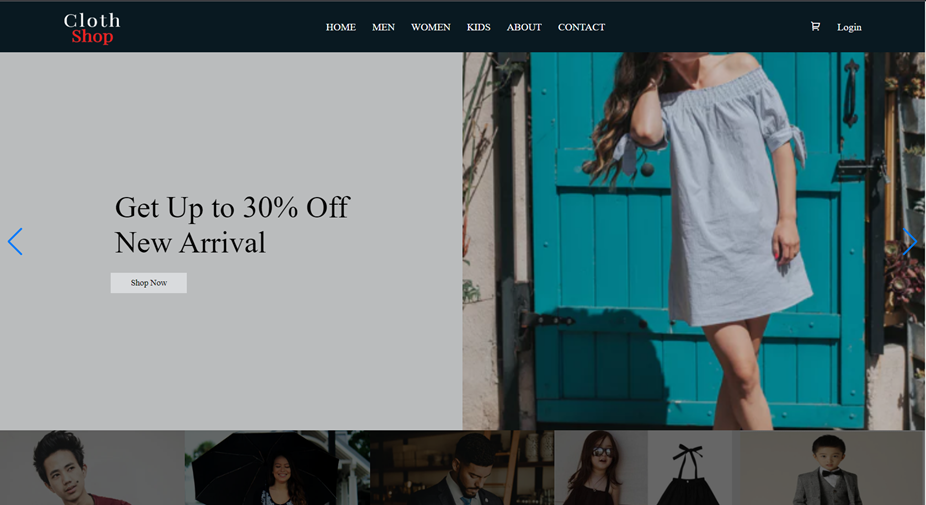 Cloth
Shop
HOME MEN WOMEN KIDS ABOUT CONTACT
Login
Get Up to 30% Off
New Arrival
Shop Now